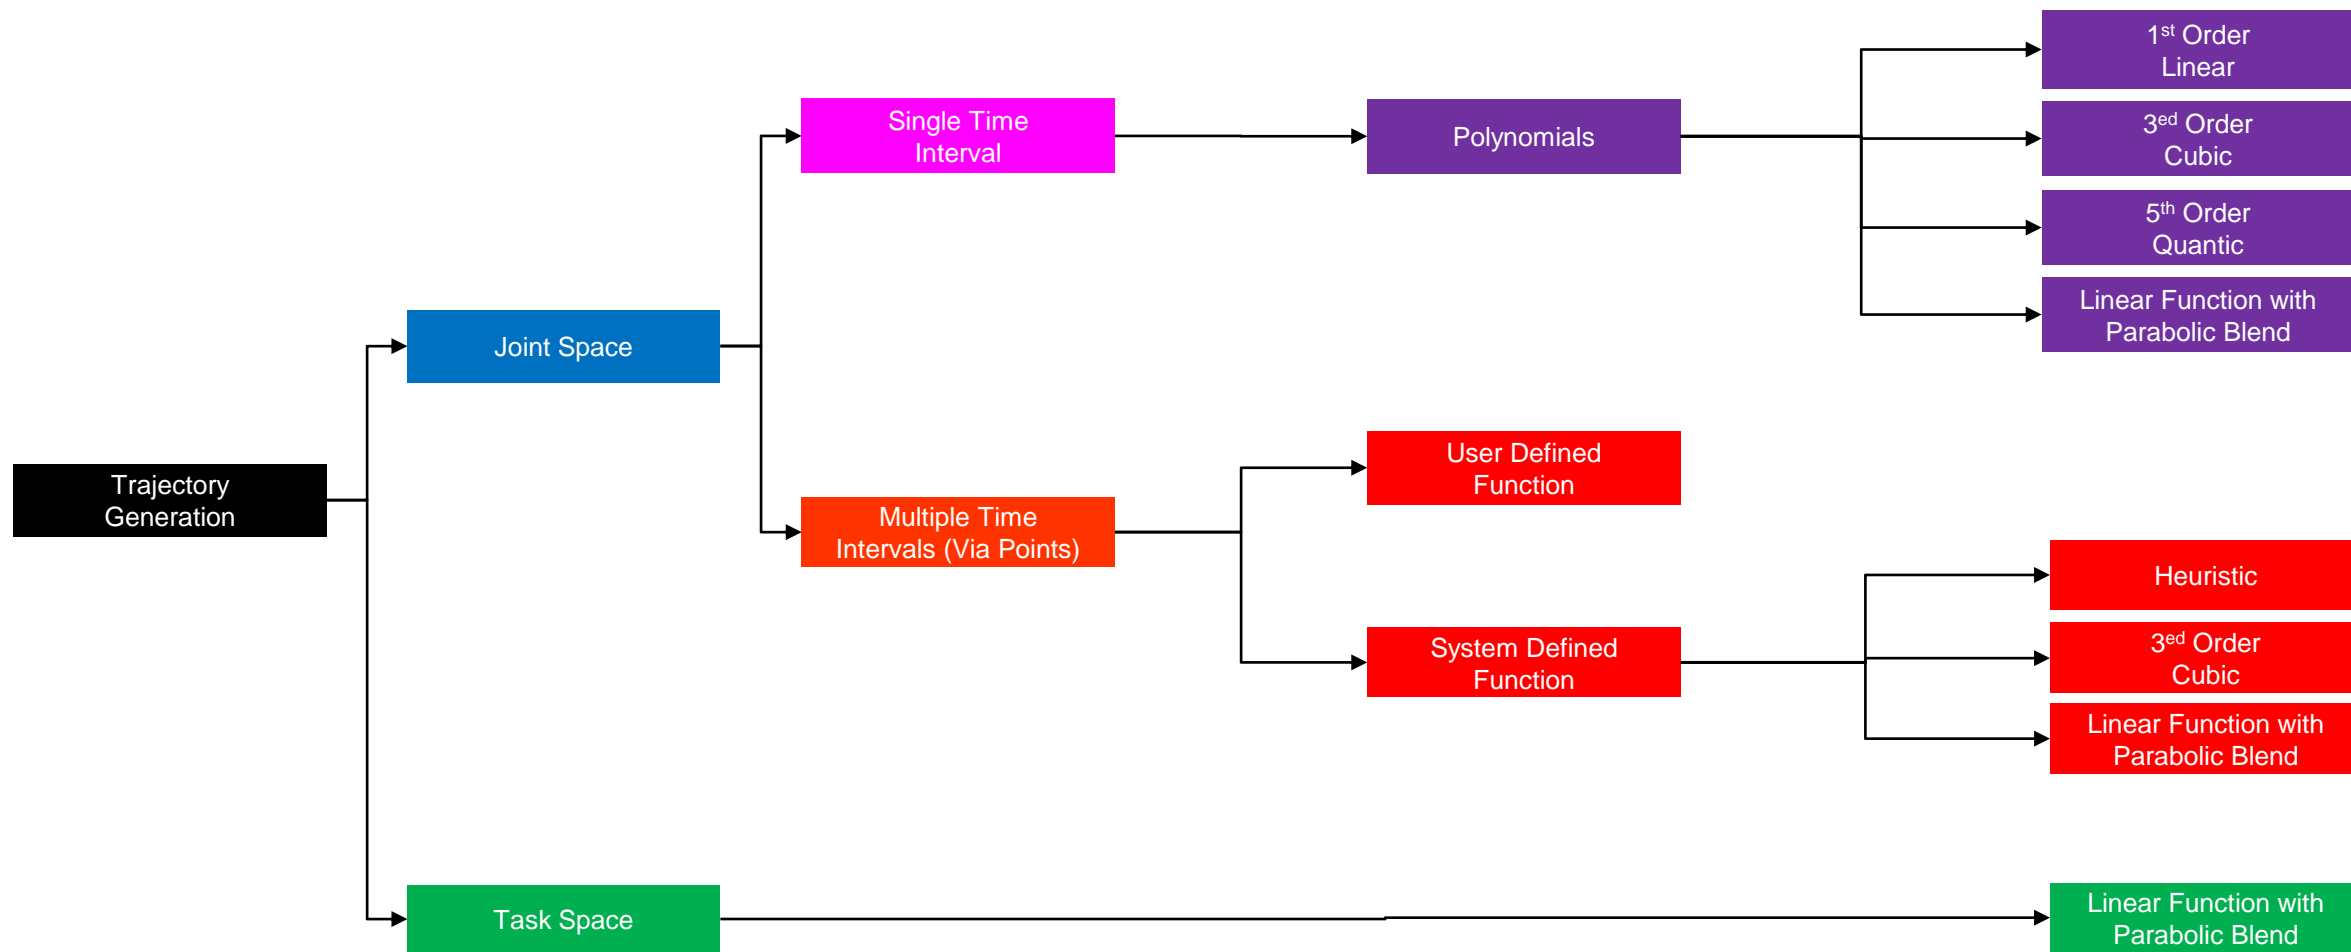 1st Order
Linear
3ed Order
Cubic
5th Order
Quantic
Linear Function with
Parabolic Blend
Single Time
Interval
Polynomials
Joint Space
Trajectory
Generation
Multiple Time
Intervals (Via Points)
User Defined
Function
System Defined
Function
Heuristic
3ed Order
Cubic
Linear Function with
Parabolic Blend
Task Space
Linear Function with
Parabolic Blend